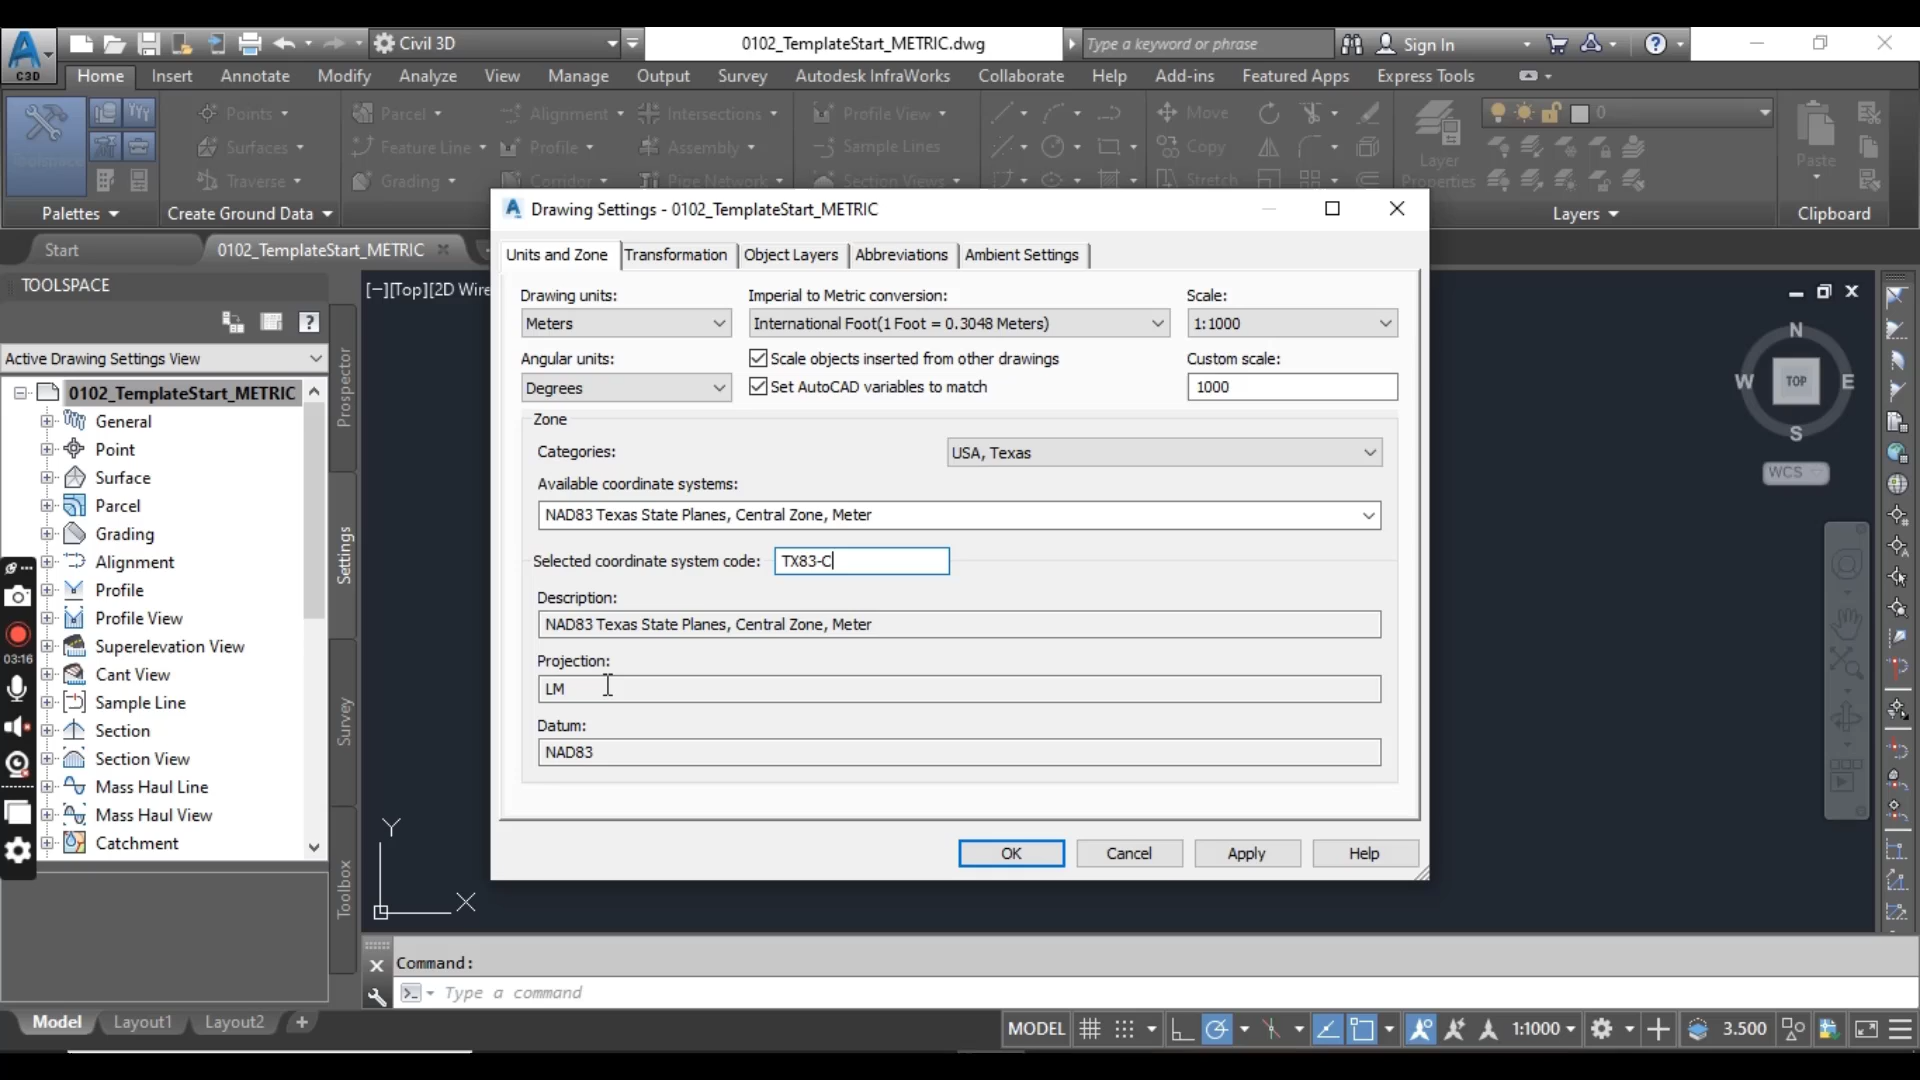 C3D
Civil 3D
0102_TemplateStart_METRIC.dwg
Type a keyword or phrase
Sign In
Home Insert Annotate Modify Analyze View Manage Output Survey Autodesk InfraWorks Collaborate Help Add-ins Featured Apps Express Tools
Points Parcel Alignment Intersections Profile View Move 0
Surfaces Feature Line Profile Assembly Sample Lines Copy Layer Properties Paste
Toolspace Traverse Grading Corridor Pipe Network Section Views Stretch
Palettes Create Ground Data Layers Clipboard
Start 0102_TemplateStart_METRIC
TOOLSPACE
Active Drawing Settings View
0102_TemplateStart_METRIC
General
Point
Surface
Parcel
Grading
Alignment
Profile
Profile View
Superelevation View
Cant View
Sample Line
Section
Section View
Mass Haul Line
Mass Haul View
Catchment
Prospector
Settings
Survey
Toolbox
03:16
[−][Top][2D Wire
Drawing Settings - 0102_TemplateStart_METRIC
Units and Zone Transformation Object Layers Abbreviations Ambient Settings
Drawing units: Imperial to Metric conversion: Scale:
Meters International Foot(1 Foot = 0.3048 Meters) 1:1000
Angular units: Scale objects inserted from other drawings Custom scale:
Degrees Set AutoCAD variables to match 1000
Zone
Categories: USA, Texas
Available coordinate systems:
NAD83 Texas State Planes, Central Zone, Meter
Selected coordinate system code: TX83-C
Description:
NAD83 Texas State Planes, Central Zone, Meter
Projection:
LM
Datum:
NAD83
OK Cancel Apply Help
N
W TOP E
S
WCS
Y
X
Command:
Type a command
Model Layout1 Layout2 +
MODEL 1:1000 3.500